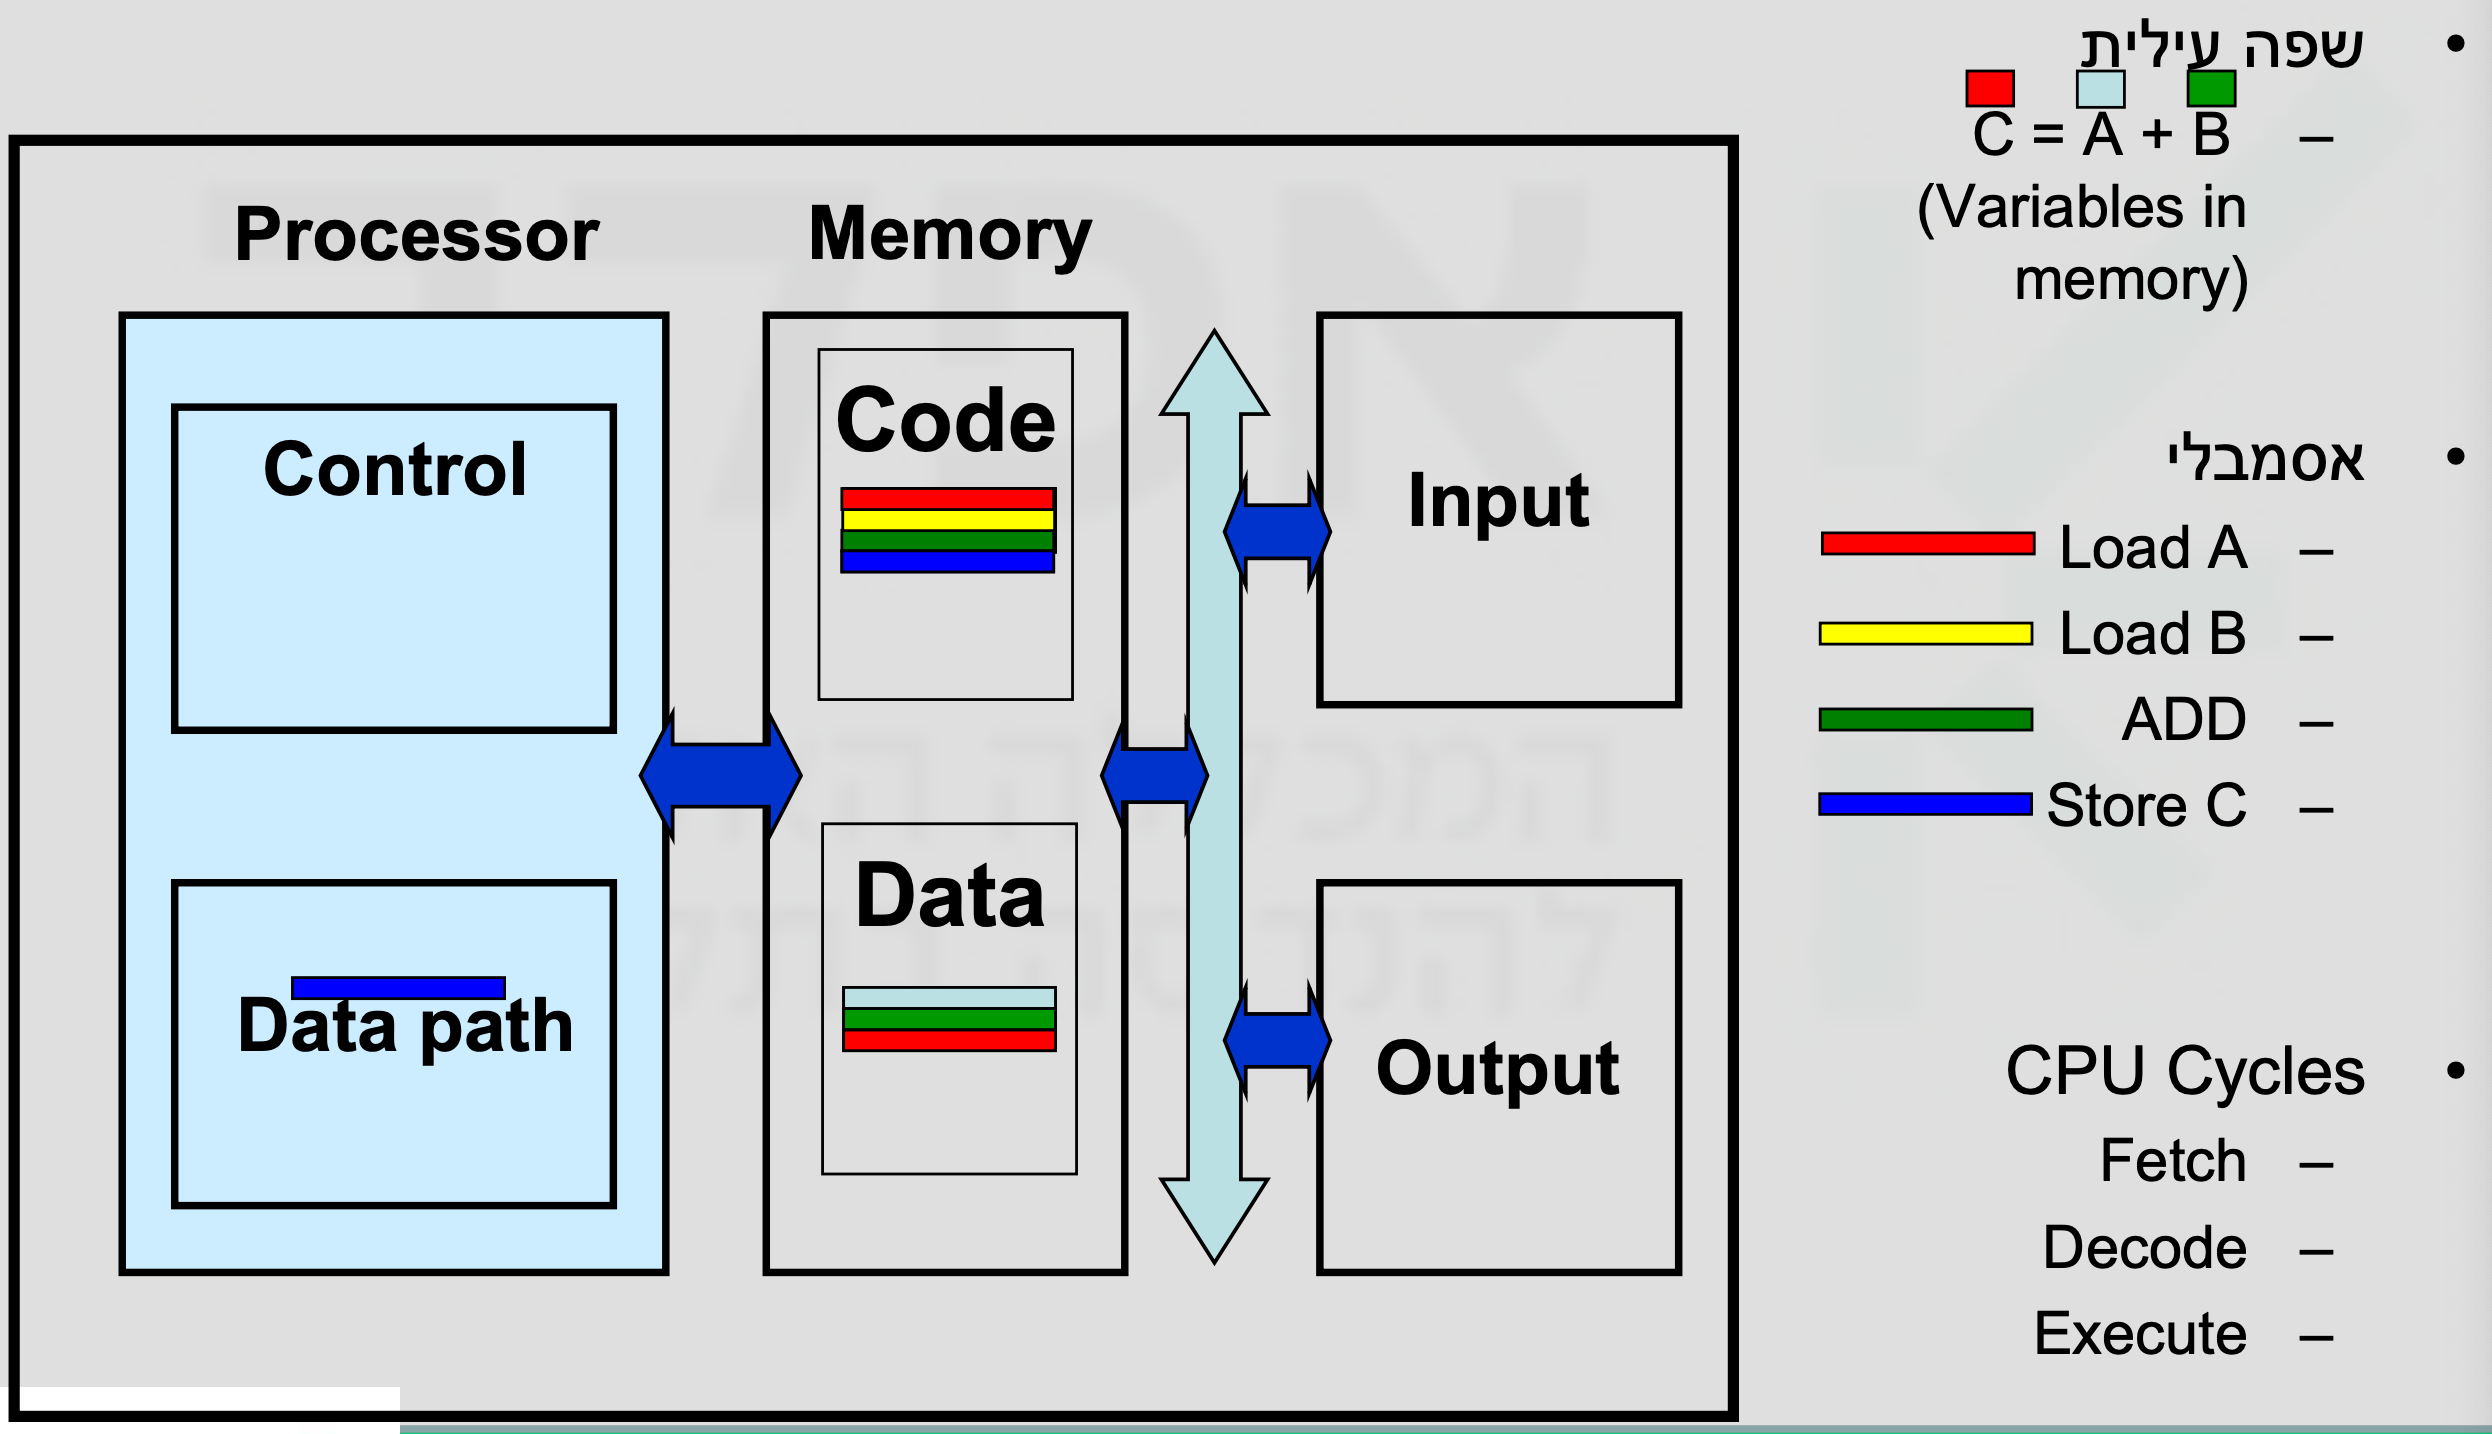 שפה עילית
C = A + B
(Variables in
memory)
אסמבלי
Load A
Load B
ADD
Store C
CPU Cycles
Fetch
Decode
Execute
Processor
Memory
Control
Code
Input
Data path
Data
Output